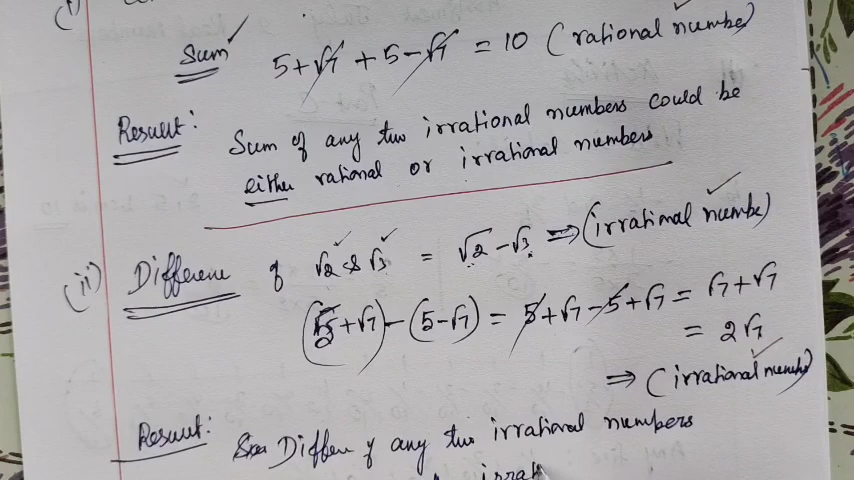 (i)
Sum 5+√7 + 5-√7 = 10 (rational number)
Result: Sum of any two irrational numbers could be
either rational or irrational numbers
(ii) Difference of √2 & √3 = √2 - √3 ⇒ (irrational number)
(5+√7) - (5-√7) = 5+√7-5+√7 = √7+√7
= 2√7
⇒ (irrational number)
Result: Differen of any two irrational numbers
irrat